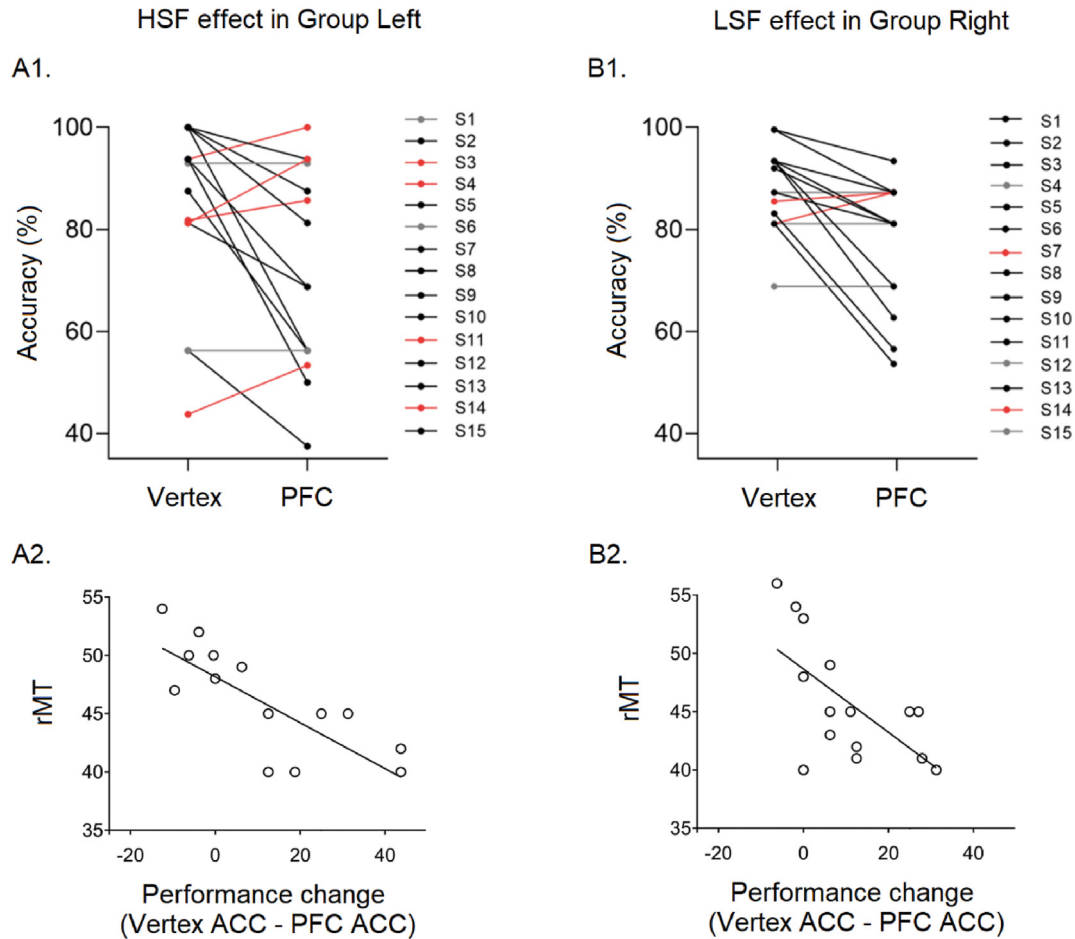 HSF effect in Group Left
LSF effect in Group Right
A1.
B1.
Accuracy (%)
100
80
60
40
Vertex
PFC
S1
S2
S3
S4
S5
S6
S7
S8
S9
S10
S11
S12
S13
S14
S15
Accuracy (%)
100
80
60
40
Vertex
PFC
S1
S2
S3
S4
S5
S6
S7
S8
S9
S10
S11
S12
S13
S14
S15
A2.
B2.
rMT
55
50
45
40
35
-20
0
20
40
Performance change
(Vertex ACC - PFC ACC)
rMT
55
50
45
40
35
-20
0
20
40
Performance change
(Vertex ACC - PFC ACC)